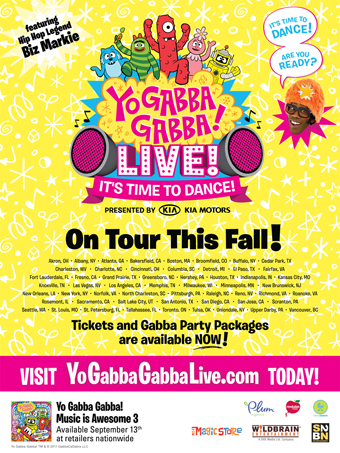 featuring
Hip Hop Legend
Biz Markie
IT'S TIME TO
DANCE!
ARE YOU
READY?
YO GABBA
GABBA!
LIVE!
IT'S TIME TO DANCE!
PRESENTED BY KIA KIA MOTORS
On Tour This Fall!
Akron, OH • Albany, NY • Atlanta, GA • Bakersfield, CA • Boston, MA • Broomfield, CO • Buffalo, NY • Cedar Park, TX
Charleston, WV • Charlotte, NC • Cincinnati, OH • Columbia, SC • Detroit, MI • El Paso, TX • Fairfax, VA
Fort Lauderdale, FL • Fresno, CA • Grand Prairie, TX • Greensboro, NC • Hershey, PA • Houston, TX • Indianapolis, IN • Kansas City, MO
Knoxville, TN • Las Vegas, NV • Los Angeles, CA • Memphis, TN • Milwaukee, WI • Minneapolis, MN • New Brunswick, NJ
New Orleans, LA • New York, NY • Norfolk, VA • North Charleston, SC • Pittsburgh, PA • Raleigh, NC • Reno, NV • Richmond, VA • Roanoke, VA
Rosemont, IL • Sacramento, CA • Salt Lake City, UT • San Antonio, TX • San Diego, CA • San Jose, CA • Scranton, PA
Seattle, WA • St. Louis, MO • St. Petersburg, FL • Tallahassee, FL • Toronto, ON • Tulsa, OK • Uniondale, NY • Upper Darby, PA • Vancouver, BC
Tickets and Gabba Party Packages
are available NOW!
VISIT YoGabbaGabbaLive.com TODAY!
Yo Gabba Gabba!
Music is Awesome 3
Available September 13th
at retailers nationwide
Plum
the MAGIC STORE
W!LDBRAIN
ENTERTAINMENT
SN
BN